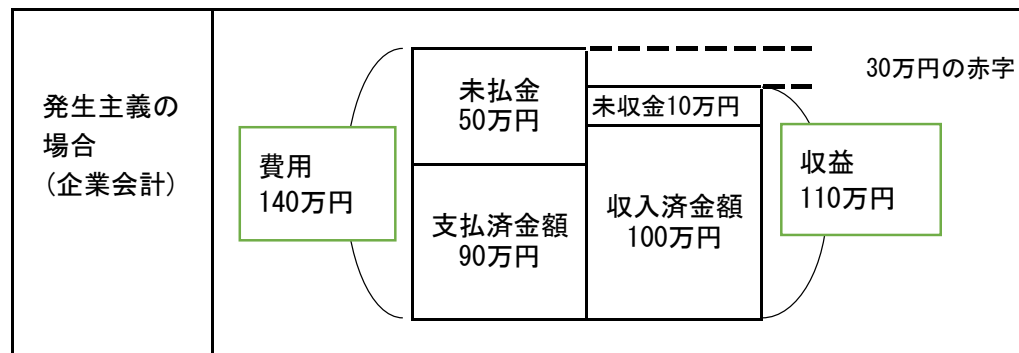 発生主義の
場合
(企業会計)
費用
140万円
未払金
50万円
支払済金額
90万円
未収金10万円
収入済金額
100万円
30万円の赤字
収益
110万円